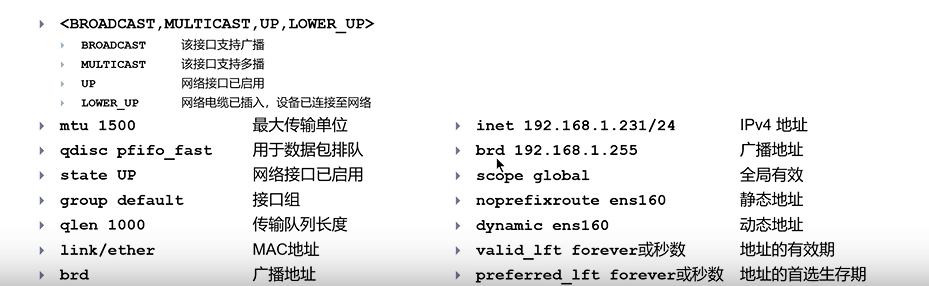 <BROADCAST,MULTICAST,UP,LOWER_UP>
BROADCAST 该接口支持广播
MULTICAST 该接口支持多播
UP 网络接口已启用
LOWER_UP 网络电缆已插入，设备已连接至网络
mtu 1500 最大传输单位
qdisc pfifo_fast 用于数据包排队
state UP 网络接口已启用
group default 接口组
qlen 1000 传输队列长度
link/ether MAC地址
brd 广播地址
inet 192.168.1.231/24 IPv4 地址
brd 192.168.1.255 广播地址
scope global 全局有效
noprefixroute ens160 静态地址
dynamic ens160 动态地址
valid_lft forever或秒数 地址的有效期
preferred_lft forever或秒数 地址的首选生存期